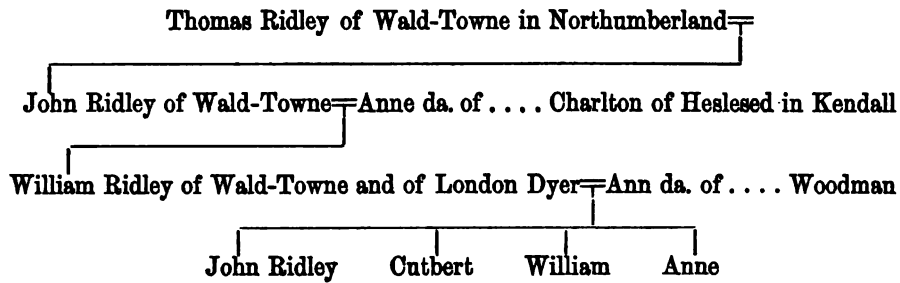 Thomas Ridley of Wald-Towne in Northumberland
John Ridley of Wald-Towne Anne da. of .... Charlton of Heslesed in Kendall
William Ridley of Wald-Towne and of London Dyer Ann da. of .... Woodman
John Ridley Cutbert William Anne